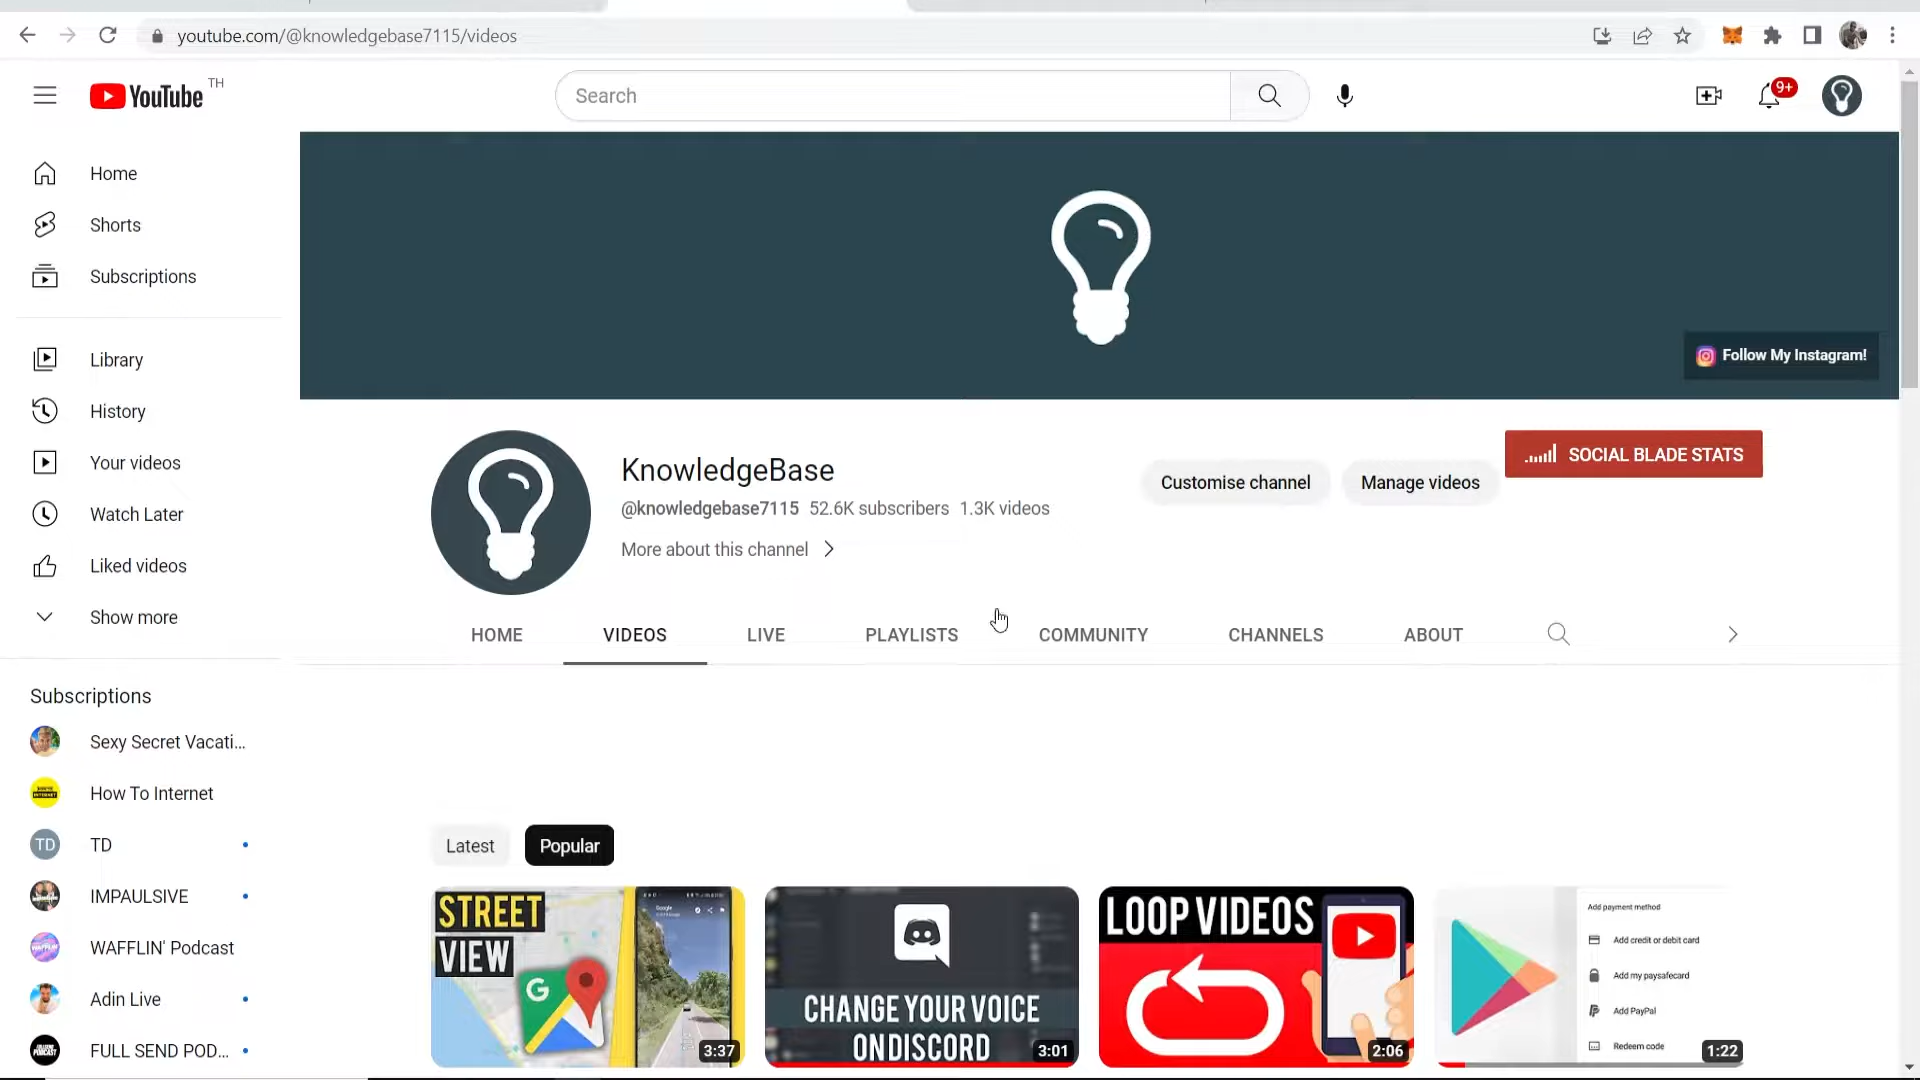 youtube.com/@knowledgebase7115/videos
YouTube TH
Search
9+
Home
Shorts
Subscriptions
Library
History
Your videos
Watch Later
Liked videos
Show more
Subscriptions
Sexy Secret Vacati...
How To Internet
TD TD
IMPAULSIVE
WAFFLIN' Podcast
Adin Live
FULL SEND POD...
Follow My Instagram!
KnowledgeBase
@knowledgebase7115 52.6K subscribers 1.3K videos
More about this channel
Customise channel
Manage videos
SOCIAL BLADE STATS
HOME VIDEOS LIVE PLAYLISTS COMMUNITY CHANNELS ABOUT
Latest Popular
STREET
VIEW
G
Google
3:37
CHANGE YOUR VOICE
ON DISCORD
3:01
LOOP VIDEOS
2:06
Add payment method
Add credit or debit card
Add my paysafecard
Add PayPal
Redeem code
1:22